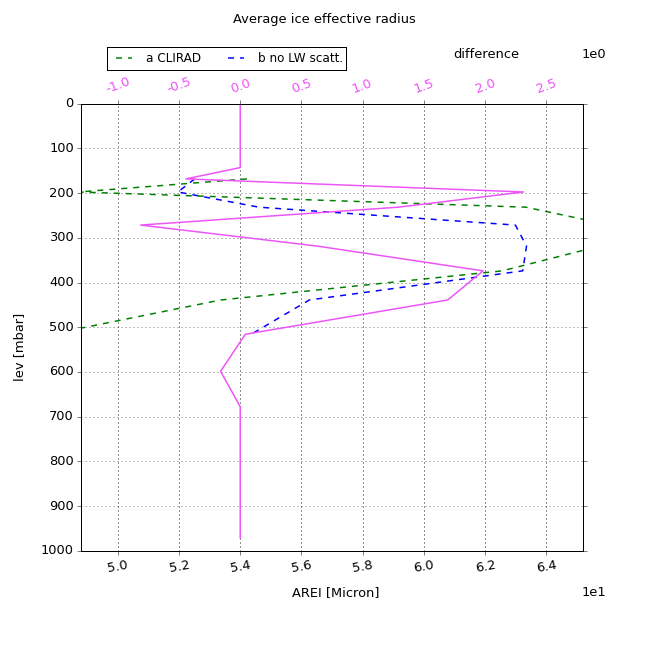 Average ice effective radius
a CLIRAD
b no LW scatt.
difference
1e0
-1.0 -0.5 0.0 0.5 1.0 1.5 2.0 2.5
0
100
200
300
400
500
600
700
800
900
1000
lev [mbar]
5.0 5.2 5.4 5.6 5.8 6.0 6.2 6.4
AREI [Micron]
1e1